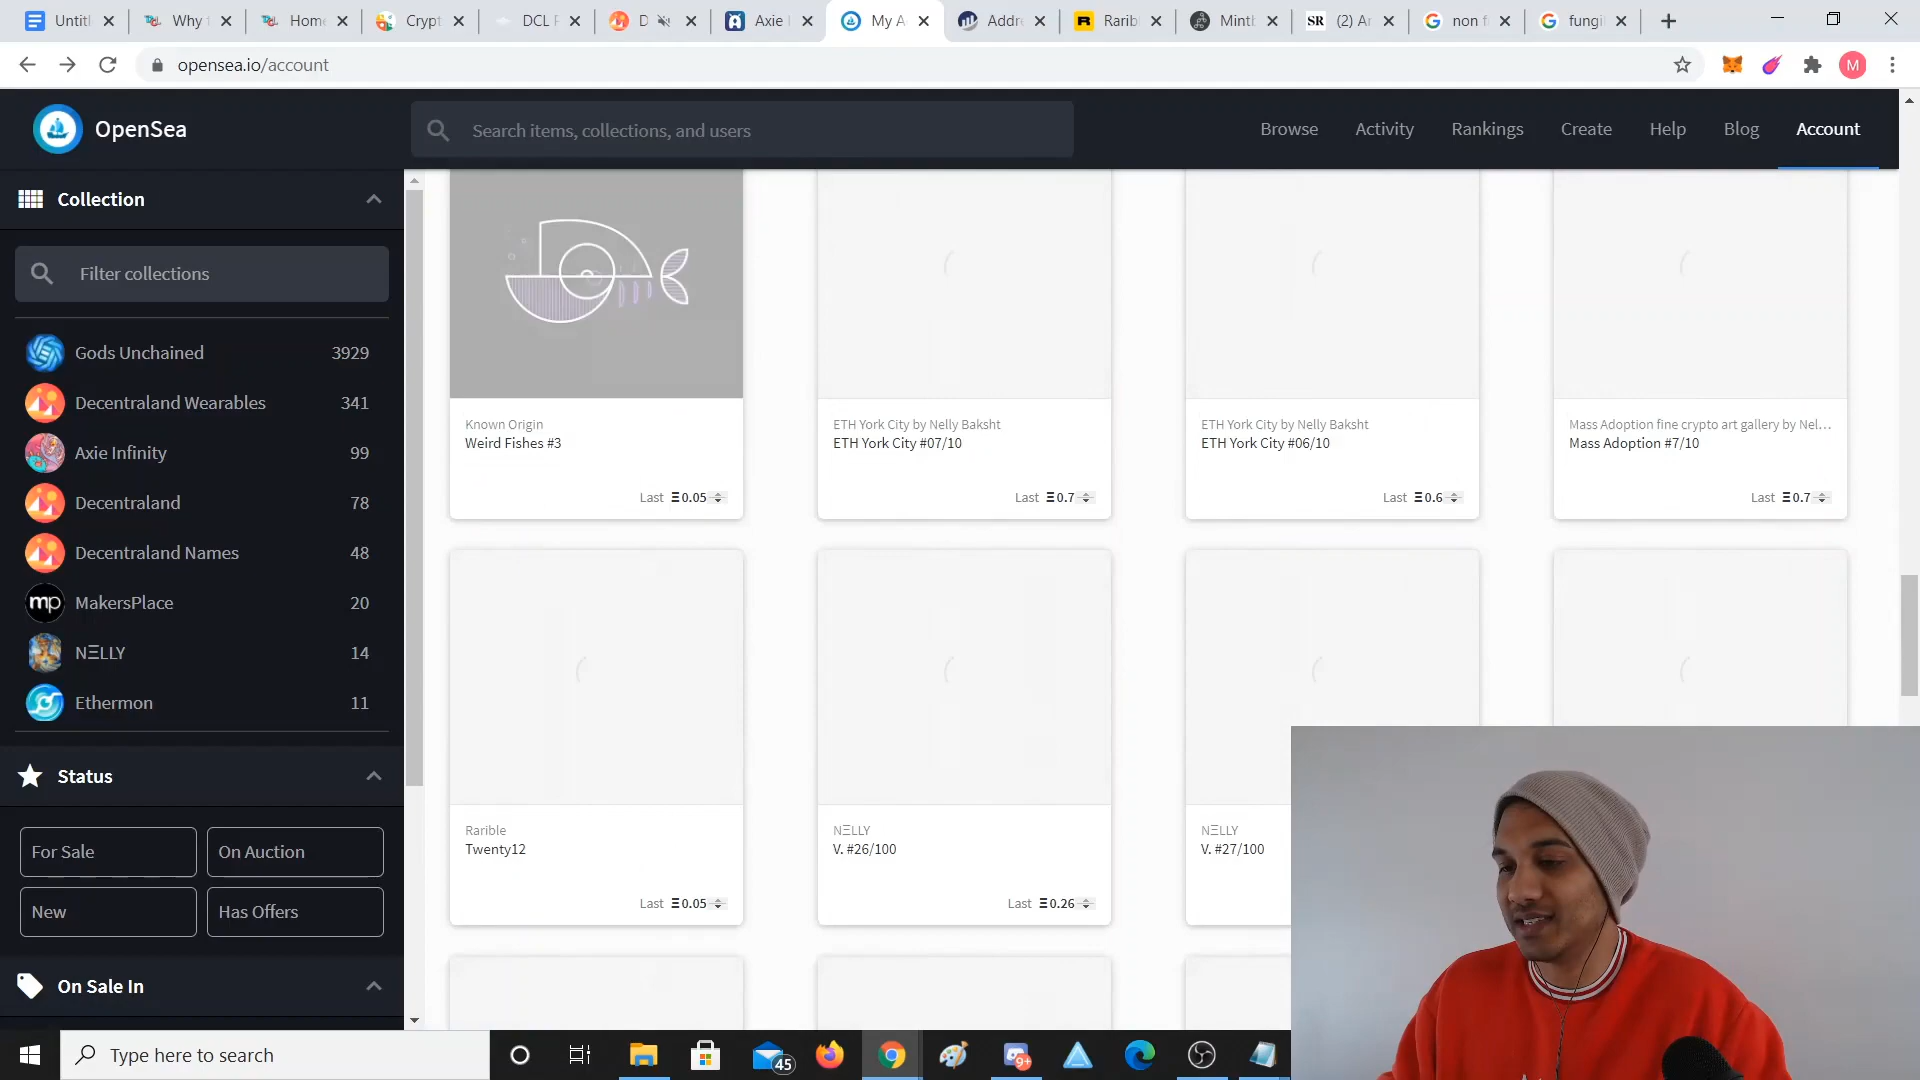 Untitl
Why
Home
Crypt
DCL
D
Axie
My A
Addr
Rarib
Mintb
SR
(2) A
non f
fungi
opensea.io/account
M
OpenSea
Search items, collections, and users
Browse
Activity
Rankings
Create
Help
Blog
Account
Collection
Filter collections
Gods Unchained 3929
Decentraland Wearables 341
Axie Infinity 99
Decentraland 78
Decentraland Names 48
mp MakersPlace 20
NΞLLY 14
Ethermon 11
Status
For Sale
On Auction
New
Has Offers
On Sale In
Known Origin
Weird Fishes #3
Last Ξ0.05
ETH York City by Nelly Baksht
ETH York City #07/10
Last Ξ0.7
ETH York City by Nelly Baksht
ETH York City #06/10
Last Ξ0.6
Mass Adoption fine crypto art gallery by Nel...
Mass Adoption #7/10
Last Ξ0.7
Rarible
Twenty12
Last Ξ0.05
NΞLLY
V. #26/100
Last Ξ0.26
NΞLLY
V. #27/100
Type here to search
45
9+